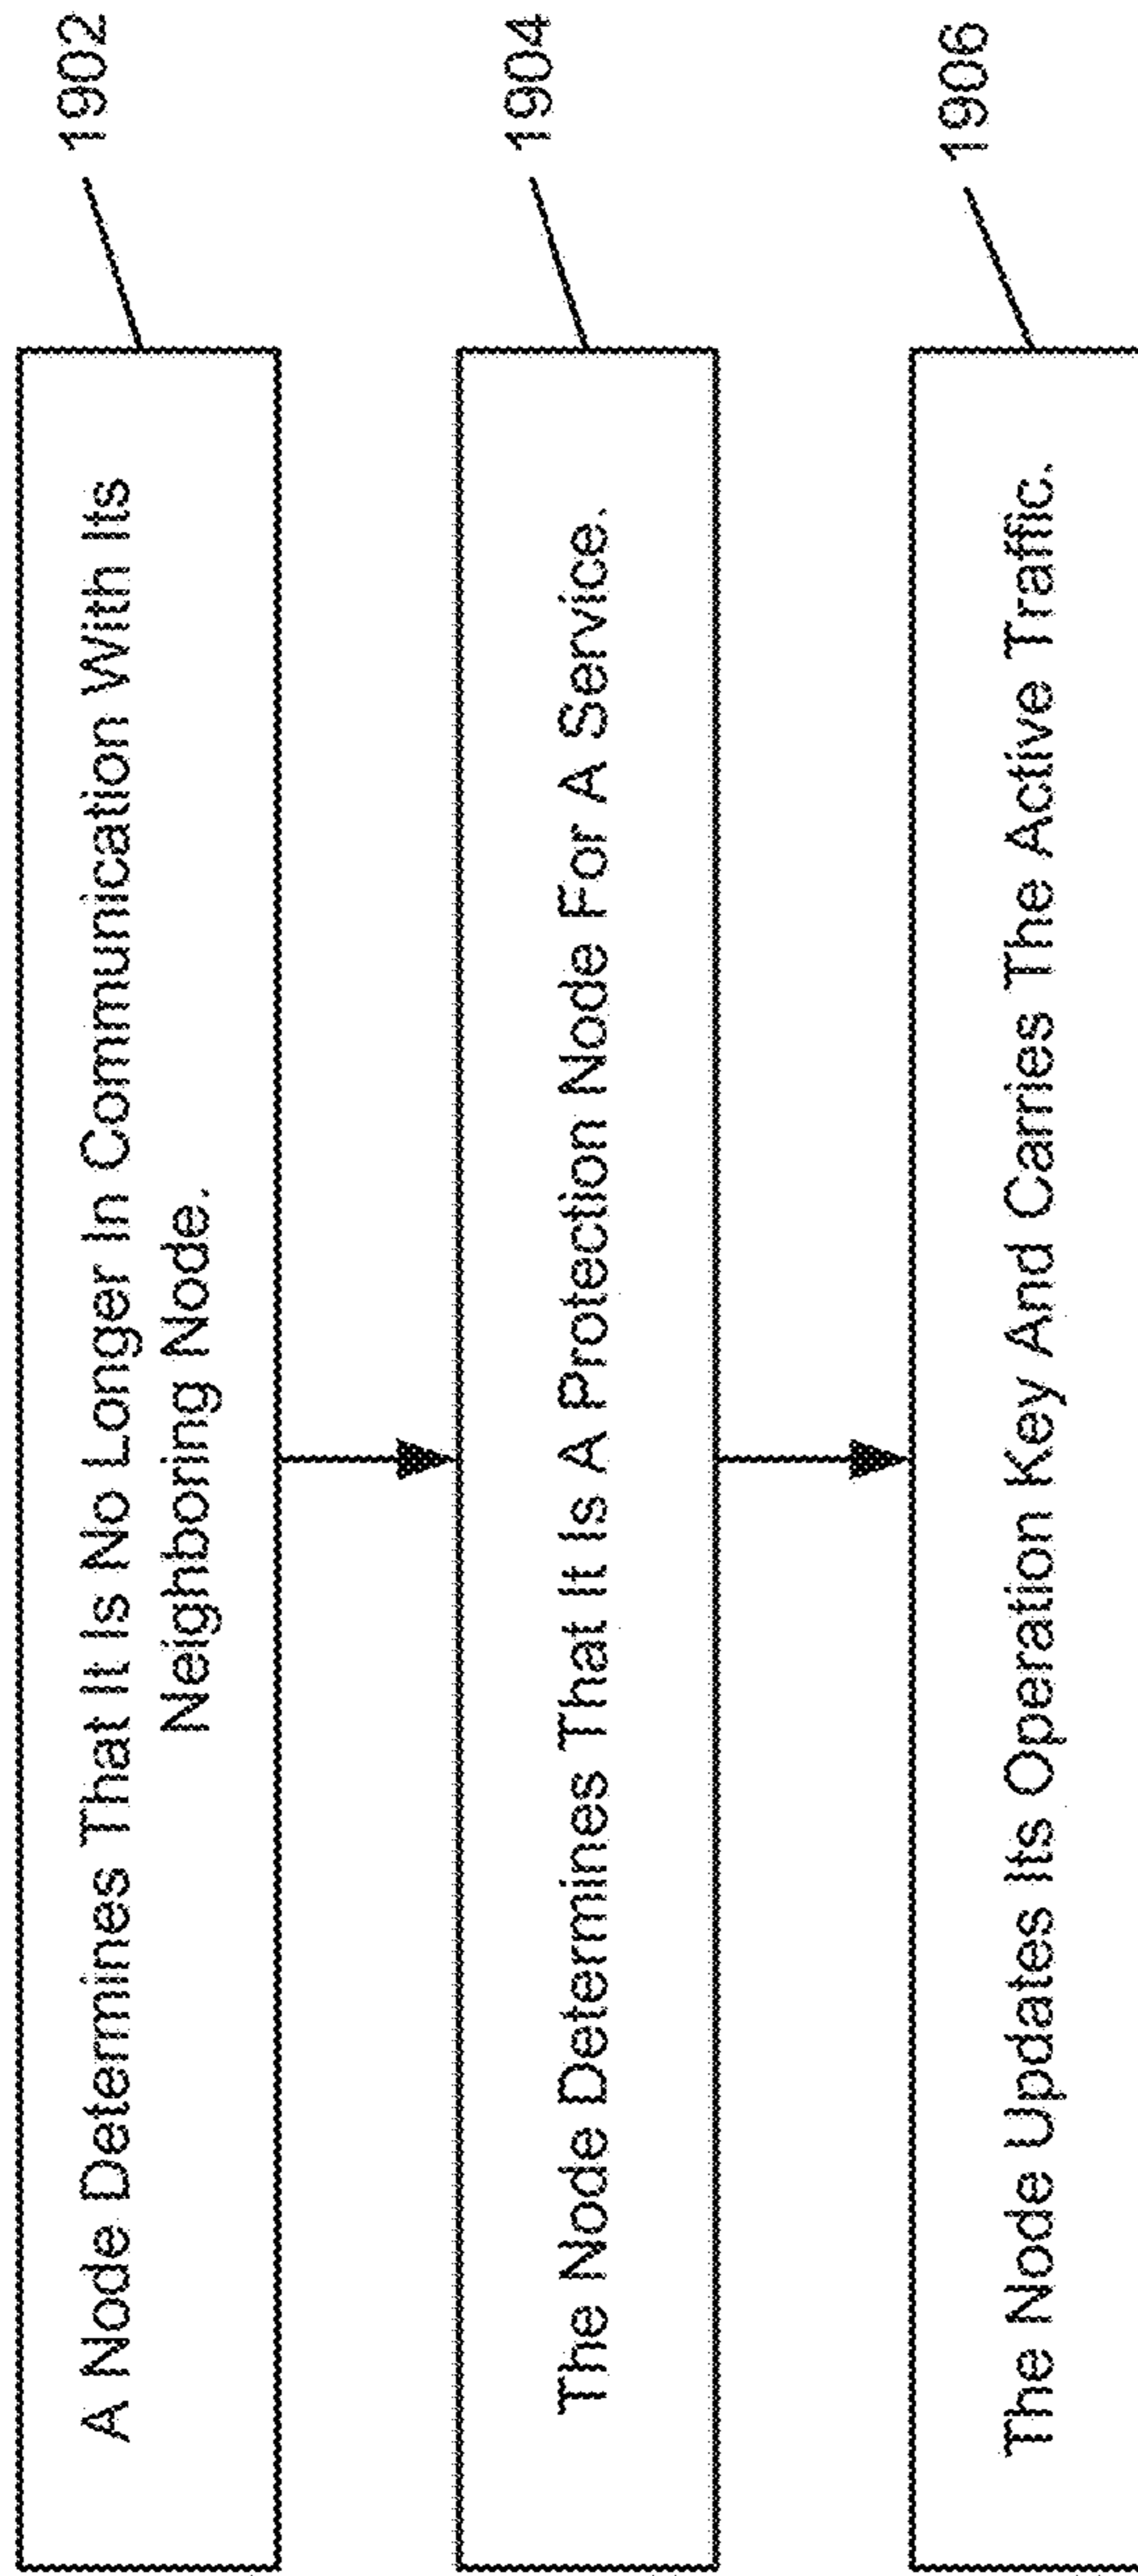 A Node Determines That It Is No Longer In Communication With Its
Neighboring Node.
1902
The Node Determines That It Is A Protection Node For A Service.
1904
The Node Updates Its Operation Key And Carries The Active Traffic.
1906